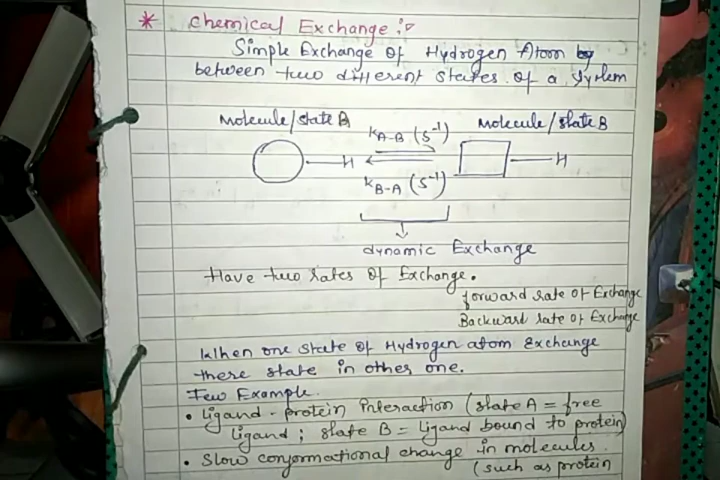 * Chemical Exchange :-
Simple Exchange Of Hydrogen Atom by
between two different states of a system
Molecule/state A
kA-B (s⁻¹)
Molecule/state B
H
H
kB-A (s⁻¹)
dynamic Exchange
Have two rates of Exchange.
forward rate of Exchange
Backward rate of Exchange
When one state of Hydrogen atom Exchange
there state in other one.
Few Example.
• Ligand - protein interaction (state A = free
Ligand ; state B = Ligand bound to protein)
• Slow conformational change in molecules.
(such as protein